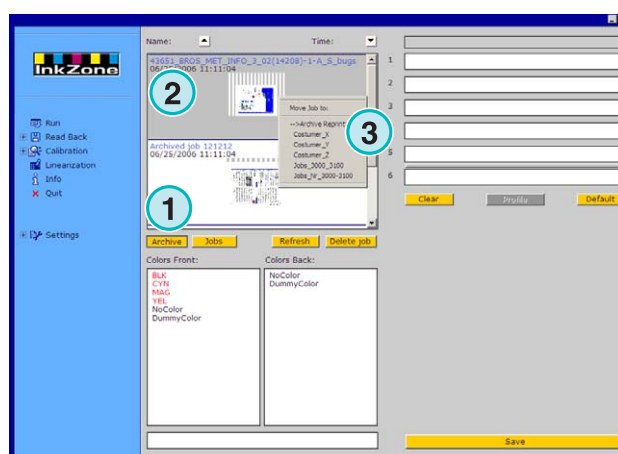 InkZone
Run
Read Back
Calibration
Linearization
Info
Quit
Settings
Name:
Time:
43651_BROS_MET_INFO_3_02(14208)-1-A_S_bugs
06/25/2006 11:11:04
2
Move Job to:
-->Archive Reprint
Costumer_X
Costumer_Y
Costumer_Z
Jobs_3000_3100
Jobs_Nr_3000-3100
3
Archived job 121212
06/25/2006 11:11:04
1
Archive
Jobs
Refresh
Delete job
Colors Front:
BLK
CYN
MAG
YEL
NoColor
DummyColor
Colors Back:
NoColor
DummyColor
1
2
3
5
6
Clear
Profile
Default
Save